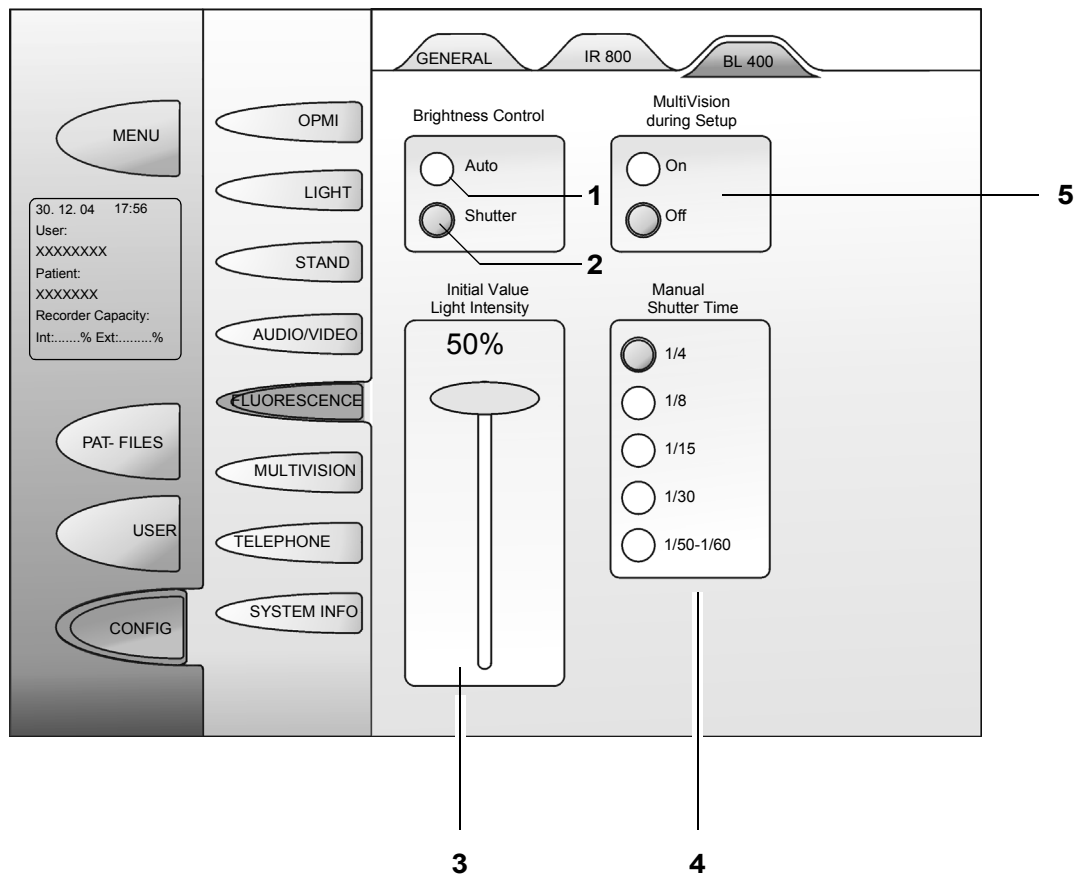 MENU
30. 12. 04 17:56
User:
XXXXXXXX
Patient:
XXXXXXX
Recorder Capacity:
Int:.......% Ext:.........%
PAT- FILES
USER
CONFIG
OPMI
LIGHT
STAND
AUDIO/VIDEO
FLUORESCENCE
MULTIVISION
TELEPHONE
SYSTEM INFO
GENERAL
IR 800
BL 400
Brightness Control
Auto
Shutter
1
2
MultiVision
during Setup
On
Off
5
Initial Value
Light Intensity
50%
Manual
Shutter Time
1/4
1/8
1/15
1/30
1/50-1/60
3
4